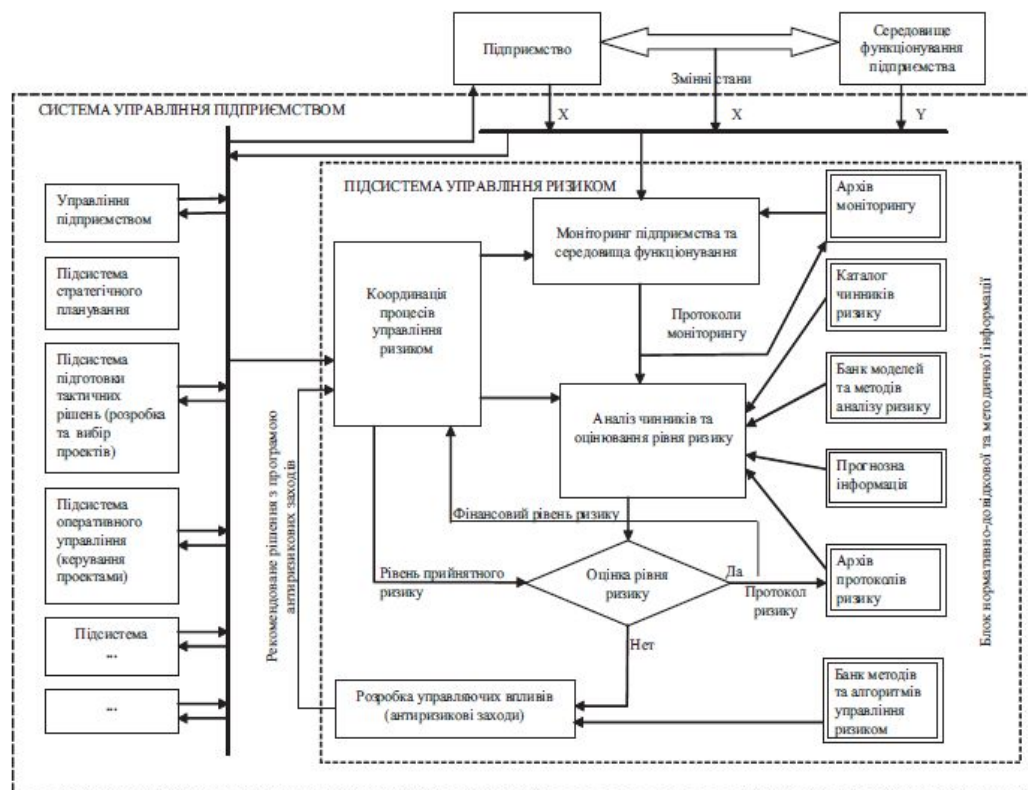 Підприємство
Середовище
функціонування
підприємства
Змінні стани
СИСТЕМА УПРАВЛІННЯ ПІДПРИЄМСТВОМ
X
X
Y
ПІДСИСТЕМА УПРАВЛІННЯ РИЗИКОМ
Управління
підприємством
Підсистема
стратегічного
планування
Підсистема
підготовки
тактичних
рішень (розробка
та вибір
проектів)
Підсистема
оперативного
управління
(керування
проектами)
Підсистема
...
...
Рекомендоване рішення з програмою
антиризикових заходів
Координація
процесів
управління
ризиком
Моніторинг підприємства та
середовища функціонування
Протоколи
моніторингу
Аналіз чинників та
оцінювання рівня ризику
Фінансовий рівень ризику
Рівень прийнятного
ризику
Оцінка рівня
ризику
Да
Протокол
ризику
Нет
Розробка управляючих впливів
(антиризикові заходи)
Архів
моніторингу
Каталог
чинників
ризику
Банк моделей
та методів
аналізу ризику
Прогнозна
інформація
Архів
протоколів
ризику
Банк методів
та алгоритмів
управління
ризиком
Блок нормативно-довідкової та методичної інформації